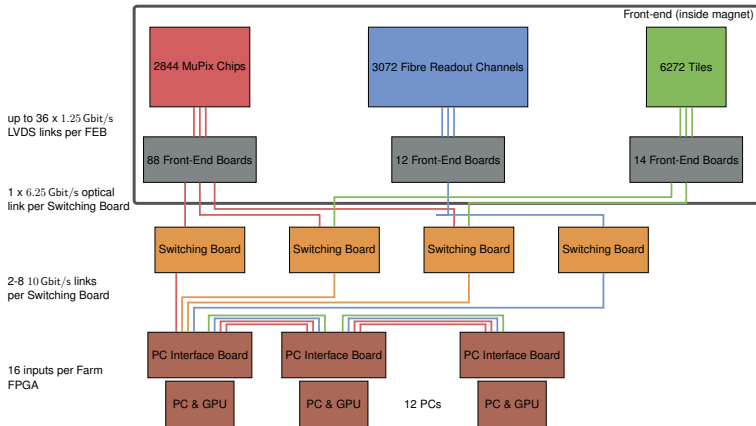 Front-end (inside magnet)
2844 MuPix Chips
3072 Fibre Readout Channels
6272 Tiles
up to 36 x 1.25 Gbit/s
LVDS links per FEB
88 Front-End Boards
12 Front-End Boards
14 Front-End Boards
1 x 6.25 Gbit/s optical
link per Switching Board
Switching Board
Switching Board
Switching Board
Switching Board
2-8 10 Gbit/s links
per Switching Board
PC Interface Board
PC Interface Board
PC Interface Board
16 inputs per Farm
FPGA
PC & GPU
PC & GPU
12 PCs
PC & GPU